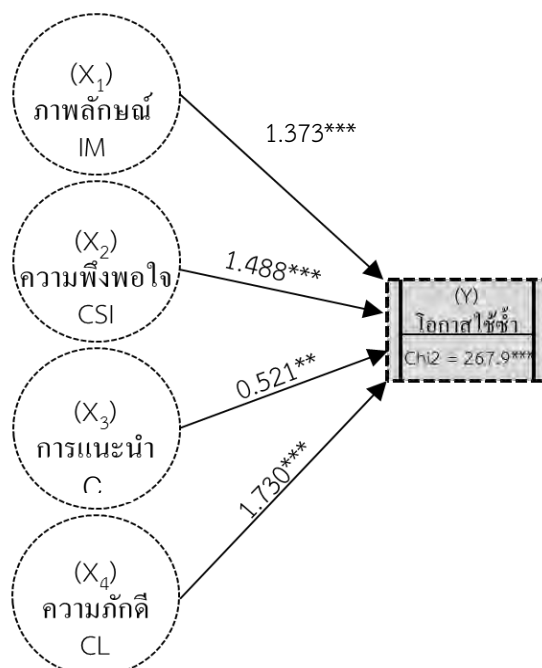 (X₁)
ภาพลักษณ์
IM
1.373***
(X₂)
ความพึงพอใจ
CSI
1.488***
(X₃)
การแนะนำ
C
0.521**
(X₄)
ความภักดี
CL
1.730***
(Y)
โอกาสใช้ซ้ำ
Chi2 = 267.9***